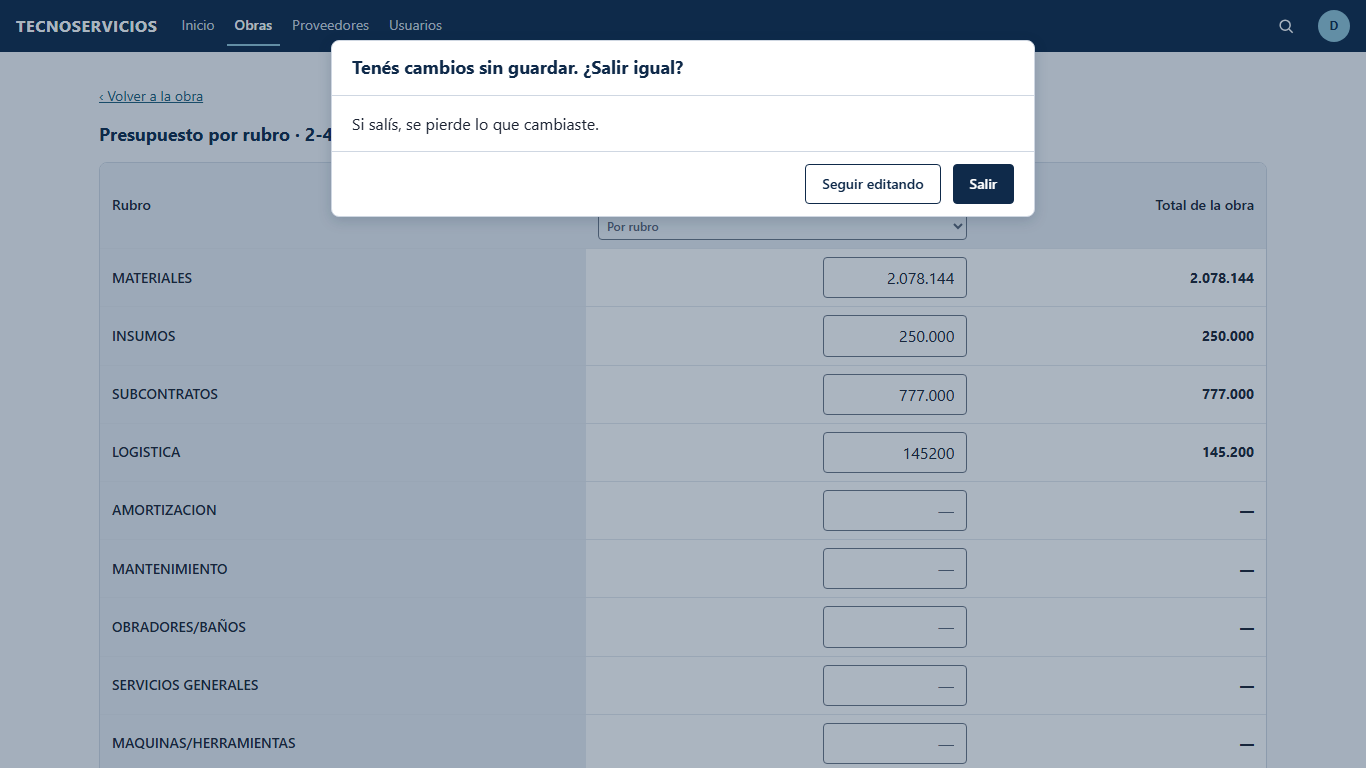 TECNOSERVICIOS Inicio Obras Proveedores Usuarios D
Tenés cambios sin guardar. ¿Salir igual?
‹ Volver a la obra
Si salís, se pierde lo que cambiaste.
Presupuesto por rubro · 2-4
Seguir editando Salir
Rubro Total de la obra
Por rubro
MATERIALES 2.078.144 2.078.144
INSUMOS 250.000 250.000
SUBCONTRATOS 777.000 777.000
LOGISTICA 145200 145.200
AMORTIZACION — —
MANTENIMIENTO — —
OBRADORES/BAÑOS — —
SERVICIOS GENERALES — —
MAQUINAS/HERRAMIENTAS — —